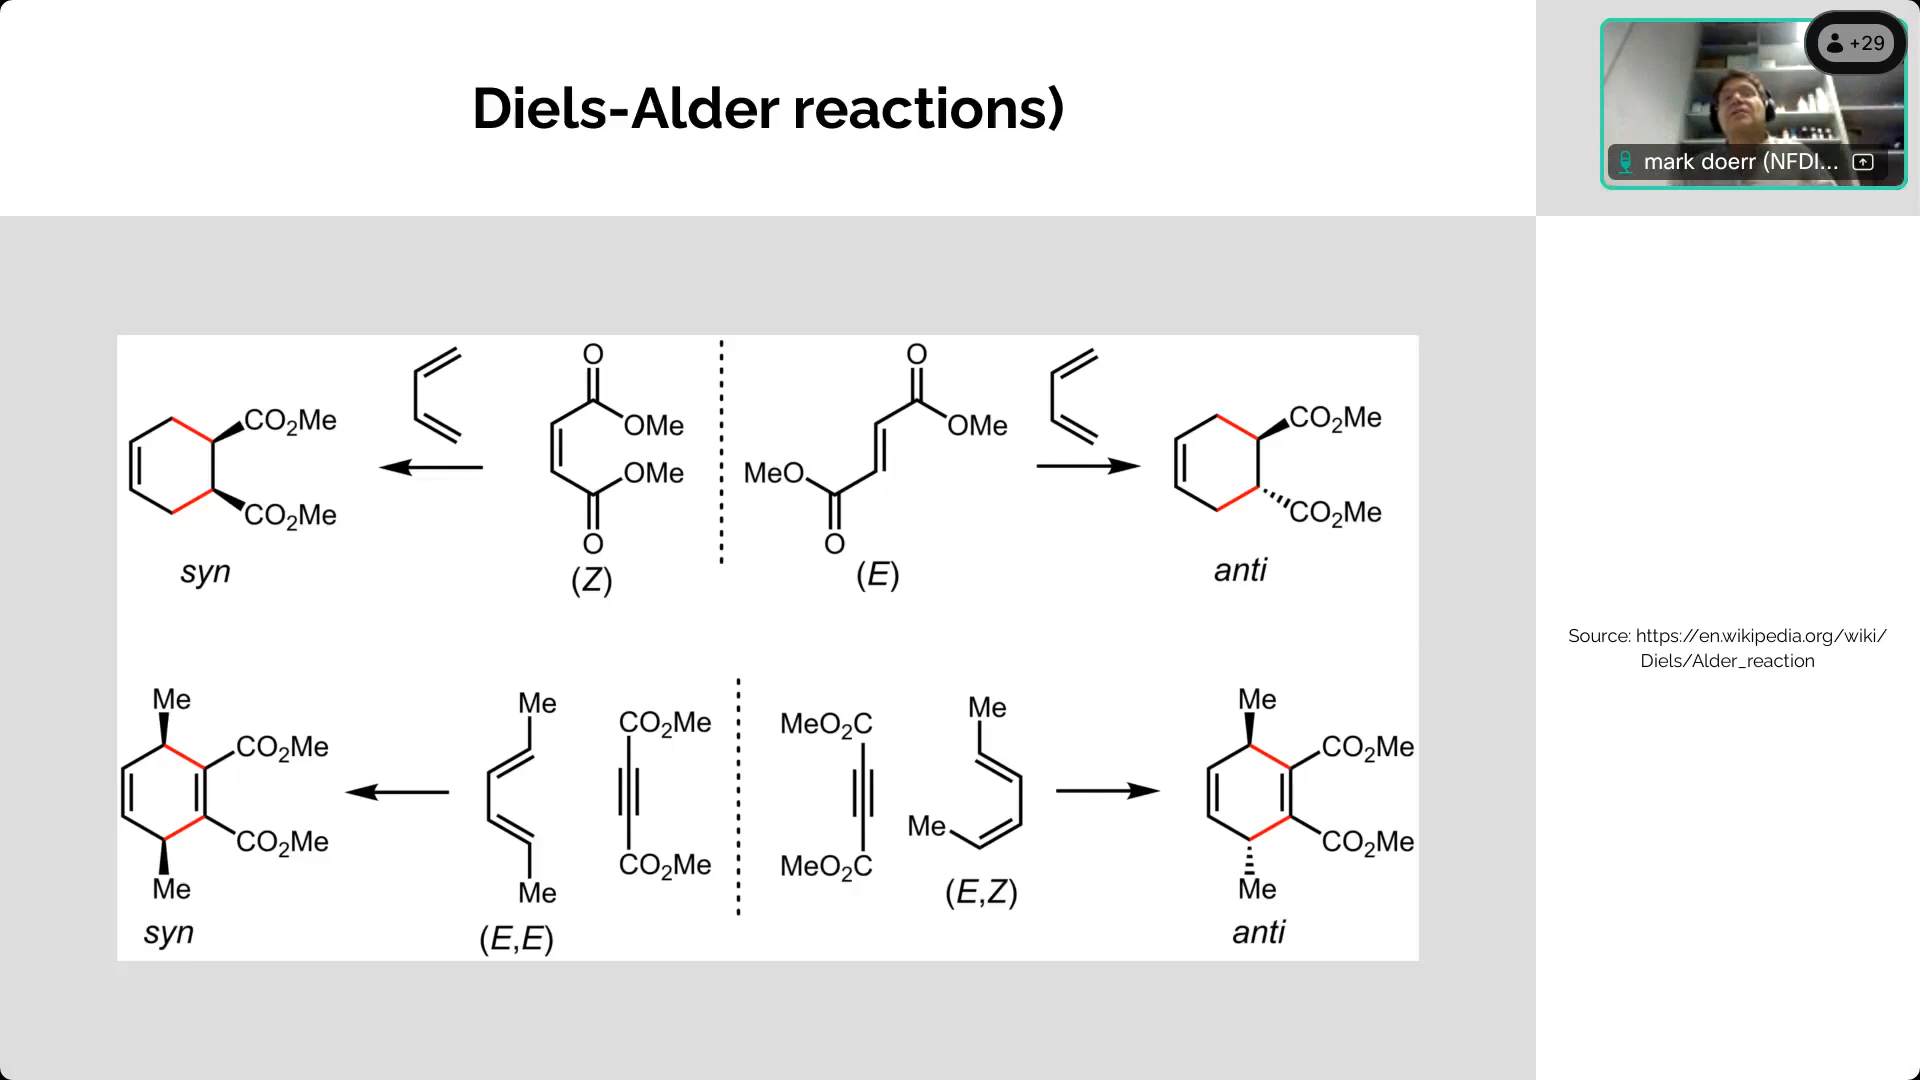 Diels-Alder reactions)
+29
mark doerr (NFDI...
O
O
CO₂Me
OMe
OMe
CO₂Me
MeO
OMe
CO₂Me
CO₂Me
O
O
syn
(Z)
(E)
anti
Me
CO₂Me
CO₂Me
Me
syn
Me
Me
(E,E)
CO₂Me
CO₂Me
MeO₂C
MeO₂C
Me
Me
(E,Z)
Me
CO₂Me
CO₂Me
Me
anti
Source: https://en.wikipedia.org/wiki/
Diels/Alder_reaction